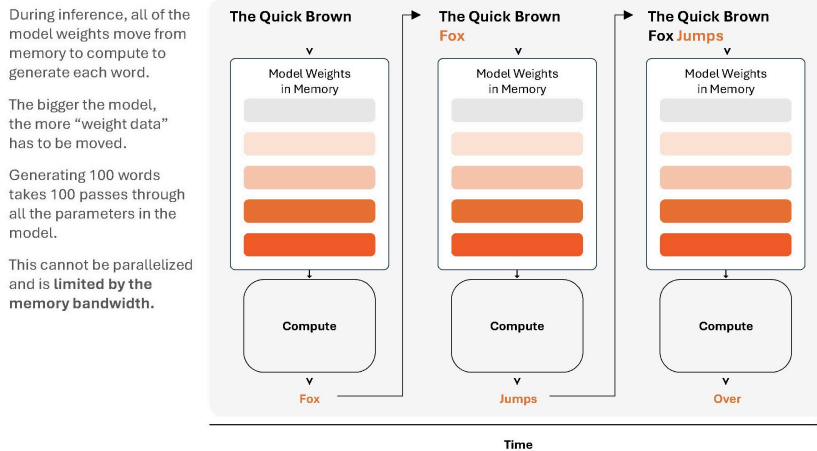 During inference, all of the
model weights move from
memory to compute to
generate each word.
The bigger the model,
the more “weight data”
has to be moved.
Generating 100 words
takes 100 passes through
all the parameters in the
model.
This cannot be parallelized
and is limited by the
memory bandwidth.
The Quick Brown
Model Weights
in Memory
Compute
Fox
The Quick Brown
Fox
Model Weights
in Memory
Compute
Jumps
The Quick Brown
Fox Jumps
Model Weights
in Memory
Compute
Over
Time